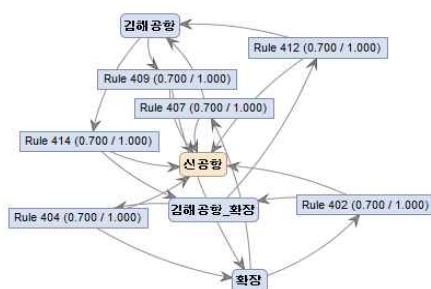 김해공항
Rule 412 (0.700 / 1.000)
Rule 409 (0.700 / 1.000)
Rule 407 (0.700 / 1.000)
Rule 414 (0.700 / 1.000)
신공항
김해공항_확장
Rule 402 (0.700 / 1.000)
Rule 404 (0.700 / 1.000)
확장